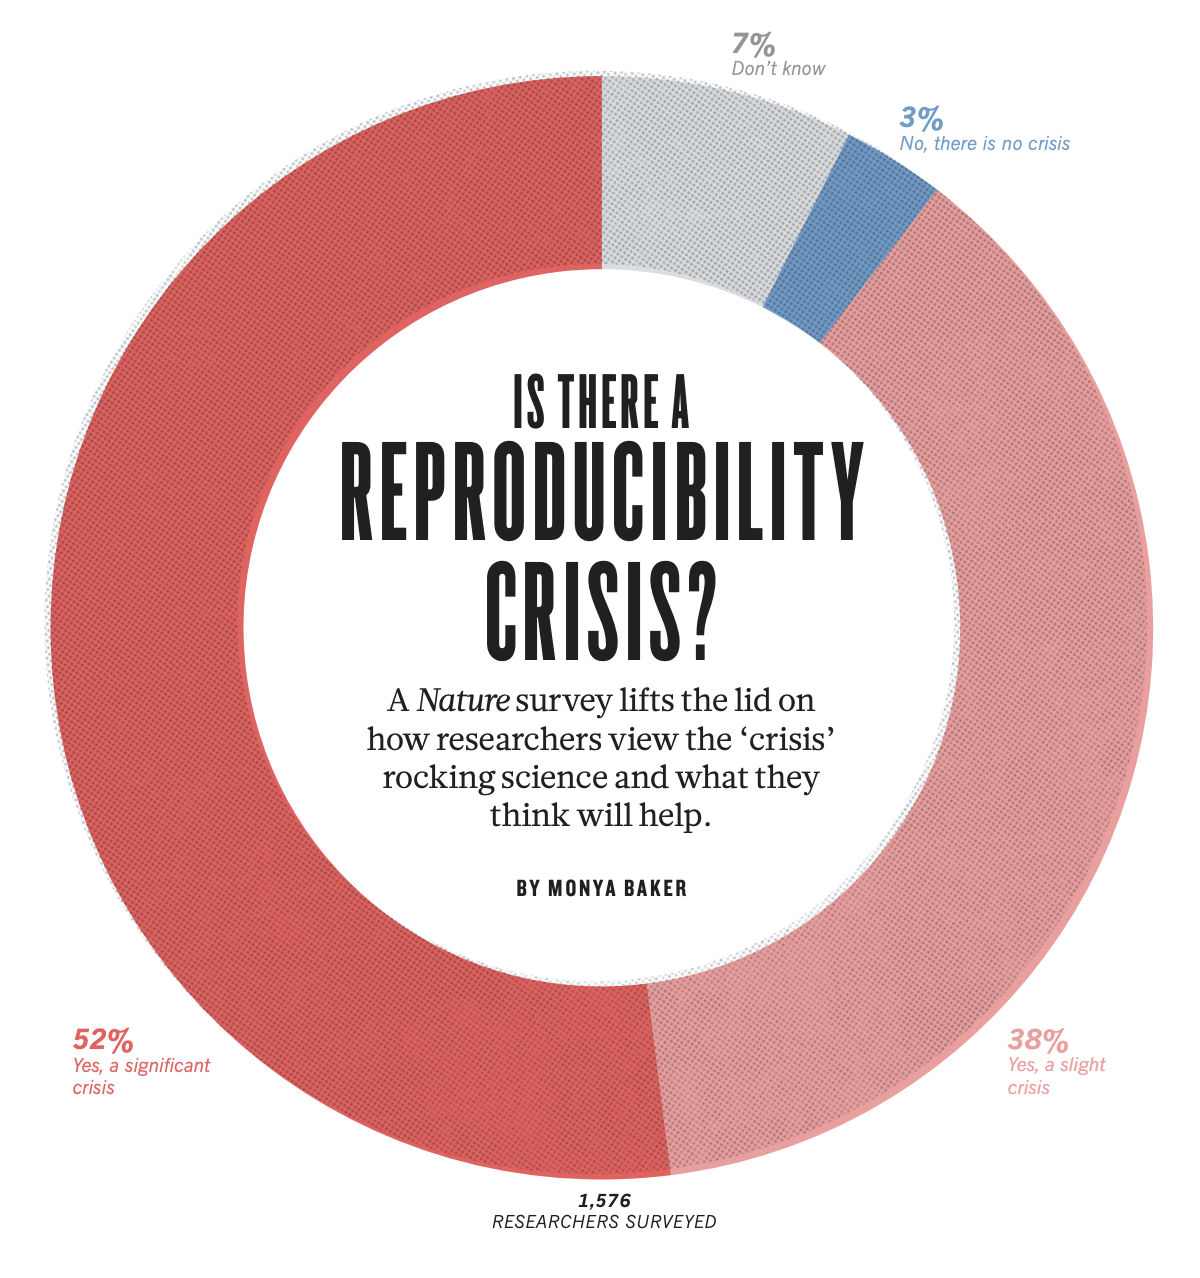 7%
Don’t know
3%
No, there is no crisis
IS THERE A
REPRODUCIBILITY
CRISIS?
A Nature survey lifts the lid on
how researchers view the ‘crisis’
rocking science and what they
think will help.
BY MONYA BAKER
52%
Yes, a significant
crisis
38%
Yes, a slight
crisis
1,576
RESEARCHERS SURVEYED